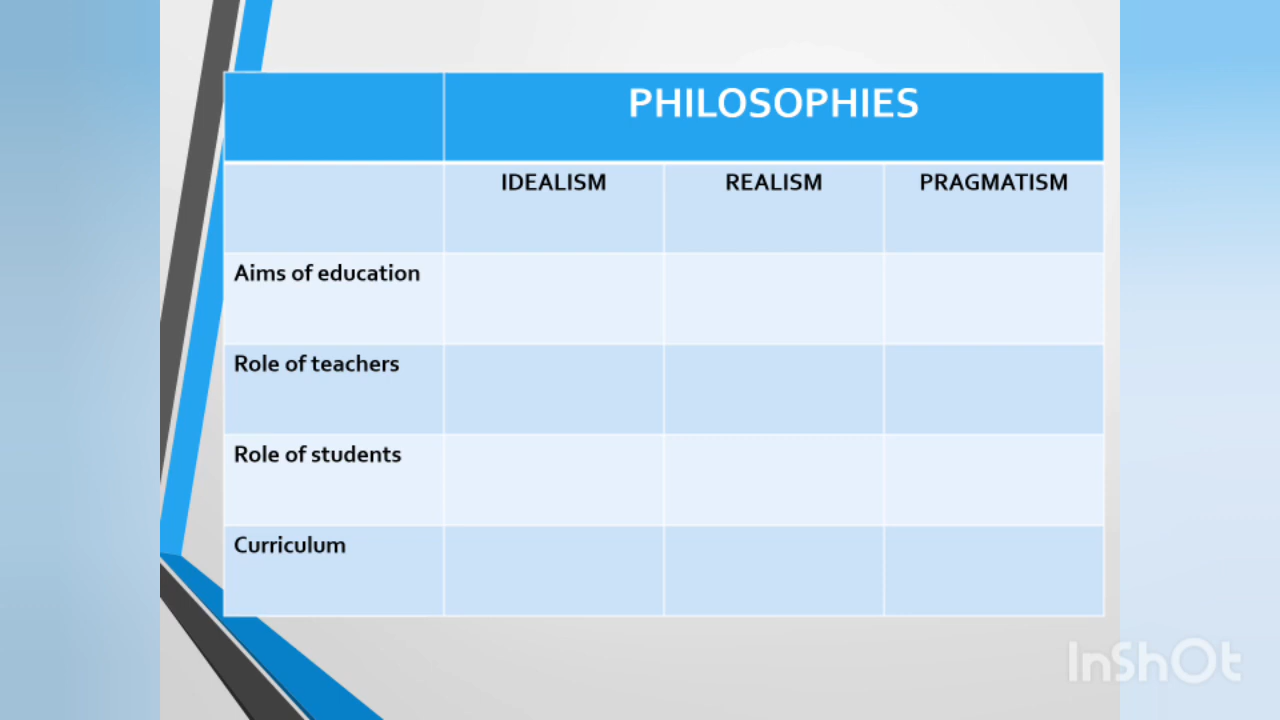 PHILOSOPHIES
IDEALISM REALISM PRAGMATISM
Aims of education
Role of teachers
Role of students
Curriculum
InShOt